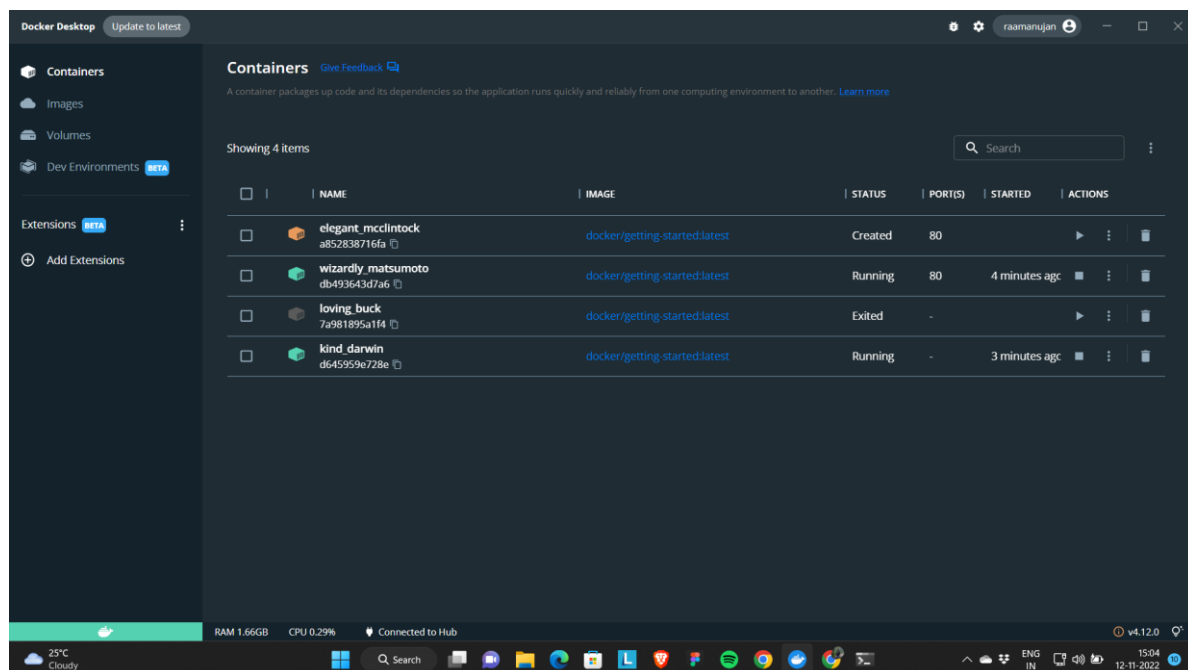 Docker Desktop Update to latest raamanujan
Containers
Images
Volumes
Dev Environments BETA
Extensions BETA
Add Extensions
Containers Give Feedback
A container packages up code and its dependencies so the application runs quickly and reliably from one computing environment to another. Learn more
Showing 4 items Search
NAME IMAGE STATUS PORT(S) STARTED ACTIONS
elegant_mcclintock docker/getting-started:latest Created 80
a852838716fa
wizardly_matsumoto docker/getting-started:latest Running 80 4 minutes agc
db493643d7a6
loving_buck docker/getting-started:latest Exited -
7a981895a1f4
kind_darwin docker/getting-started:latest Running - 3 minutes agc
d645959e728e
RAM 1.66GB CPU 0.29% Connected to Hub v4.12.0
25°C
Cloudy
Search
ENG
IN
15:04
12-11-2022
10